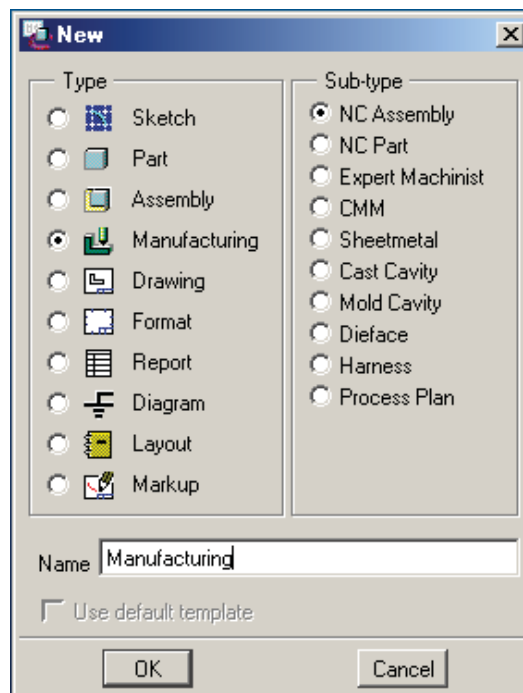 New
Type
Sketch
Part
Assembly
Manufacturing
Drawing
Format
Report
Diagram
Layout
Markup
Sub-type
NC Assembly
NC Part
Expert Machinist
CMM
Sheetmetal
Cast Cavity
Mold Cavity
Dieface
Harness
Process Plan
Name Manufacturing
Use default template
OK Cancel